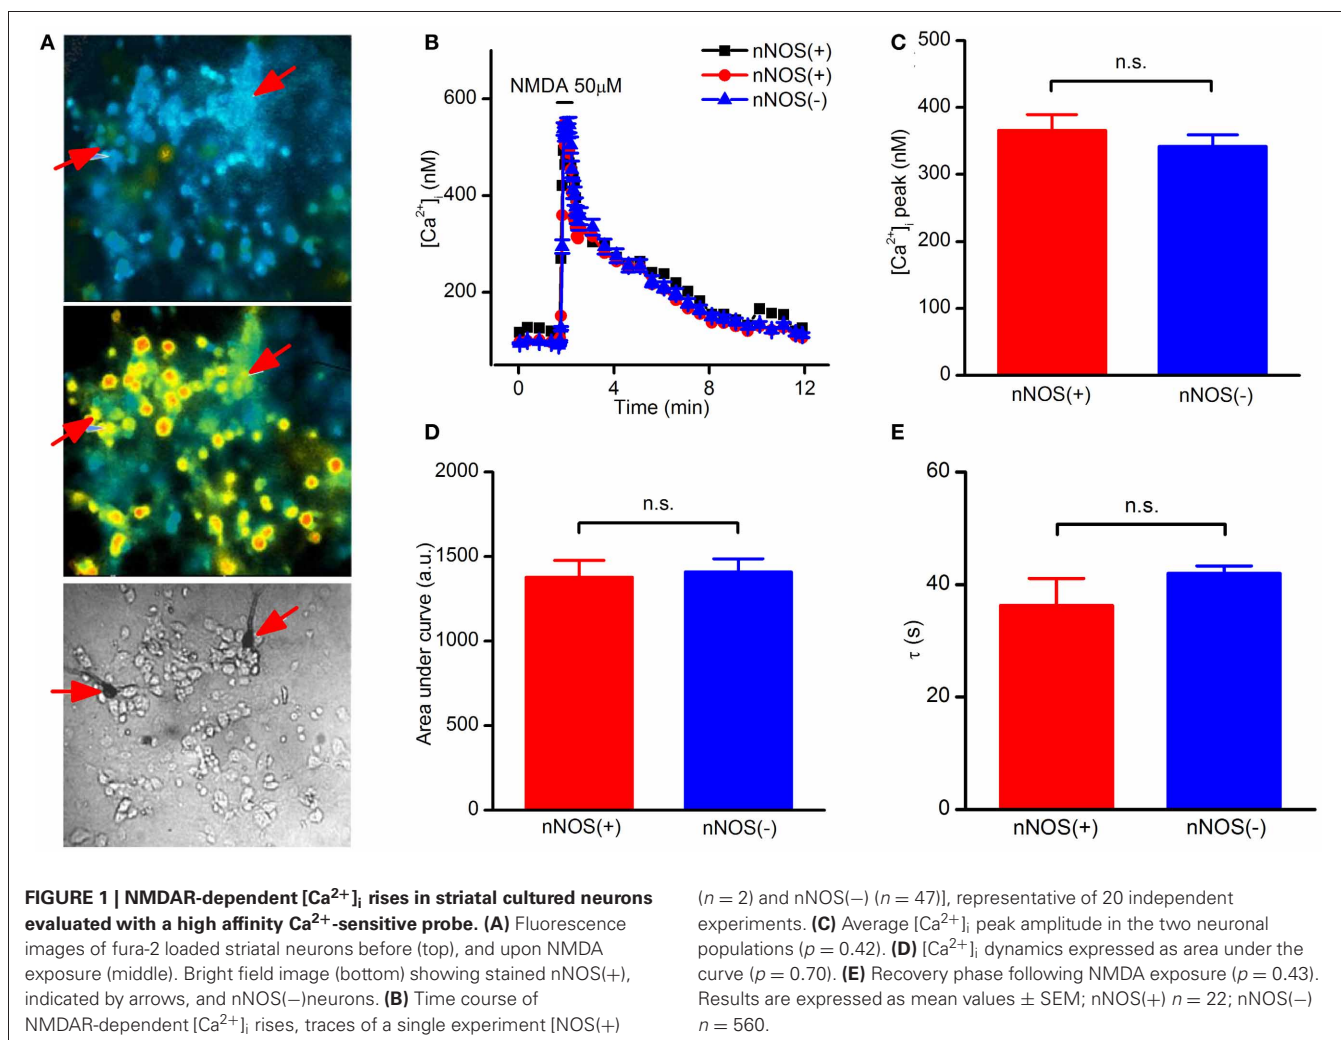 A
B
nNOS(+)
nNOS(+)
nNOS(-)
NMDA 50µM
600
400
200
[Ca²⁺]ᵢ (nM)
0
4
8
12
Time (min)
C
500
400
300
200
100
0
[Ca²⁺]ᵢ peak (nM)
n.s.
nNOS(+)
nNOS(-)
D
2000
1500
1000
500
0
Area under curve (a.u.)
n.s.
nNOS(+)
nNOS(-)
E
60
40
20
0
τ (s)
n.s.
nNOS(+)
nNOS(-)
FIGURE 1 | NMDAR-dependent [Ca²⁺]ᵢ rises in striatal cultured neurons
evaluated with a high affinity Ca²⁺-sensitive probe. (A) Fluorescence
images of fura-2 loaded striatal neurons before (top), and upon NMDA
exposure (middle). Bright field image (bottom) showing stained nNOS(+),
indicated by arrows, and nNOS(−)neurons. (B) Time course of
NMDAR-dependent [Ca²⁺]ᵢ rises, traces of a single experiment [NOS(+)
(n = 2) and nNOS(−) (n = 47)], representative of 20 independent
experiments. (C) Average [Ca²⁺]ᵢ peak amplitude in the two neuronal
populations (p = 0.42). (D) [Ca²⁺]ᵢ dynamics expressed as area under the
curve (p = 0.70). (E) Recovery phase following NMDA exposure (p = 0.43).
Results are expressed as mean values ± SEM; nNOS(+) n = 22; nNOS(−)
n = 560.